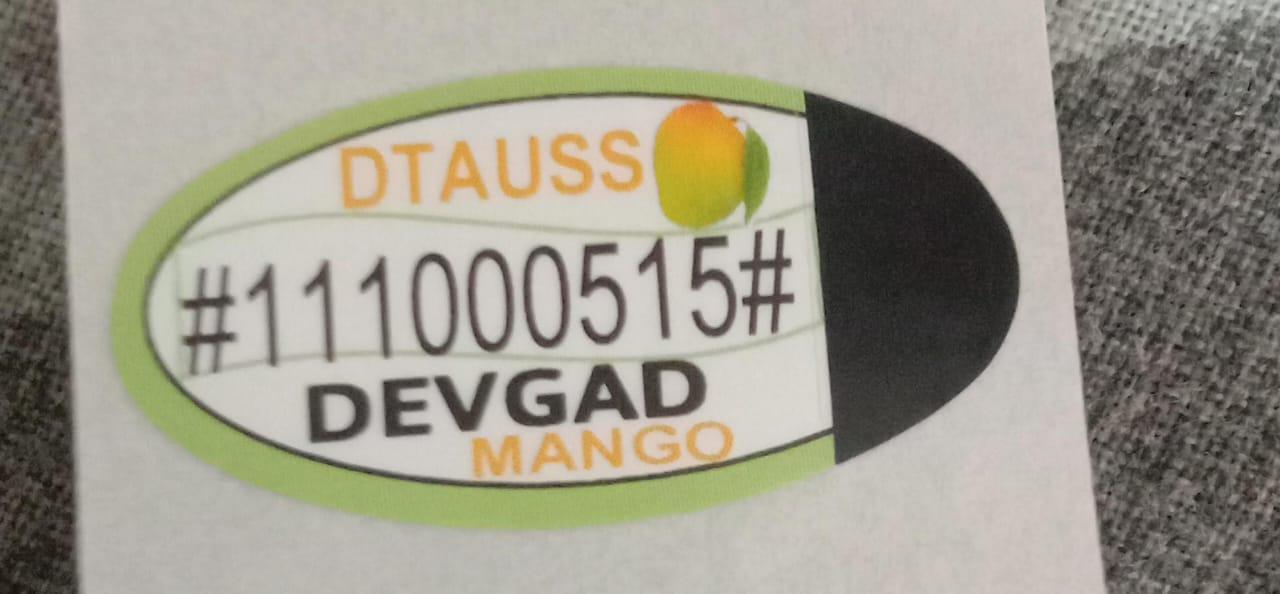 DTAUSS
#111000515#
DEVGAD
MANGO